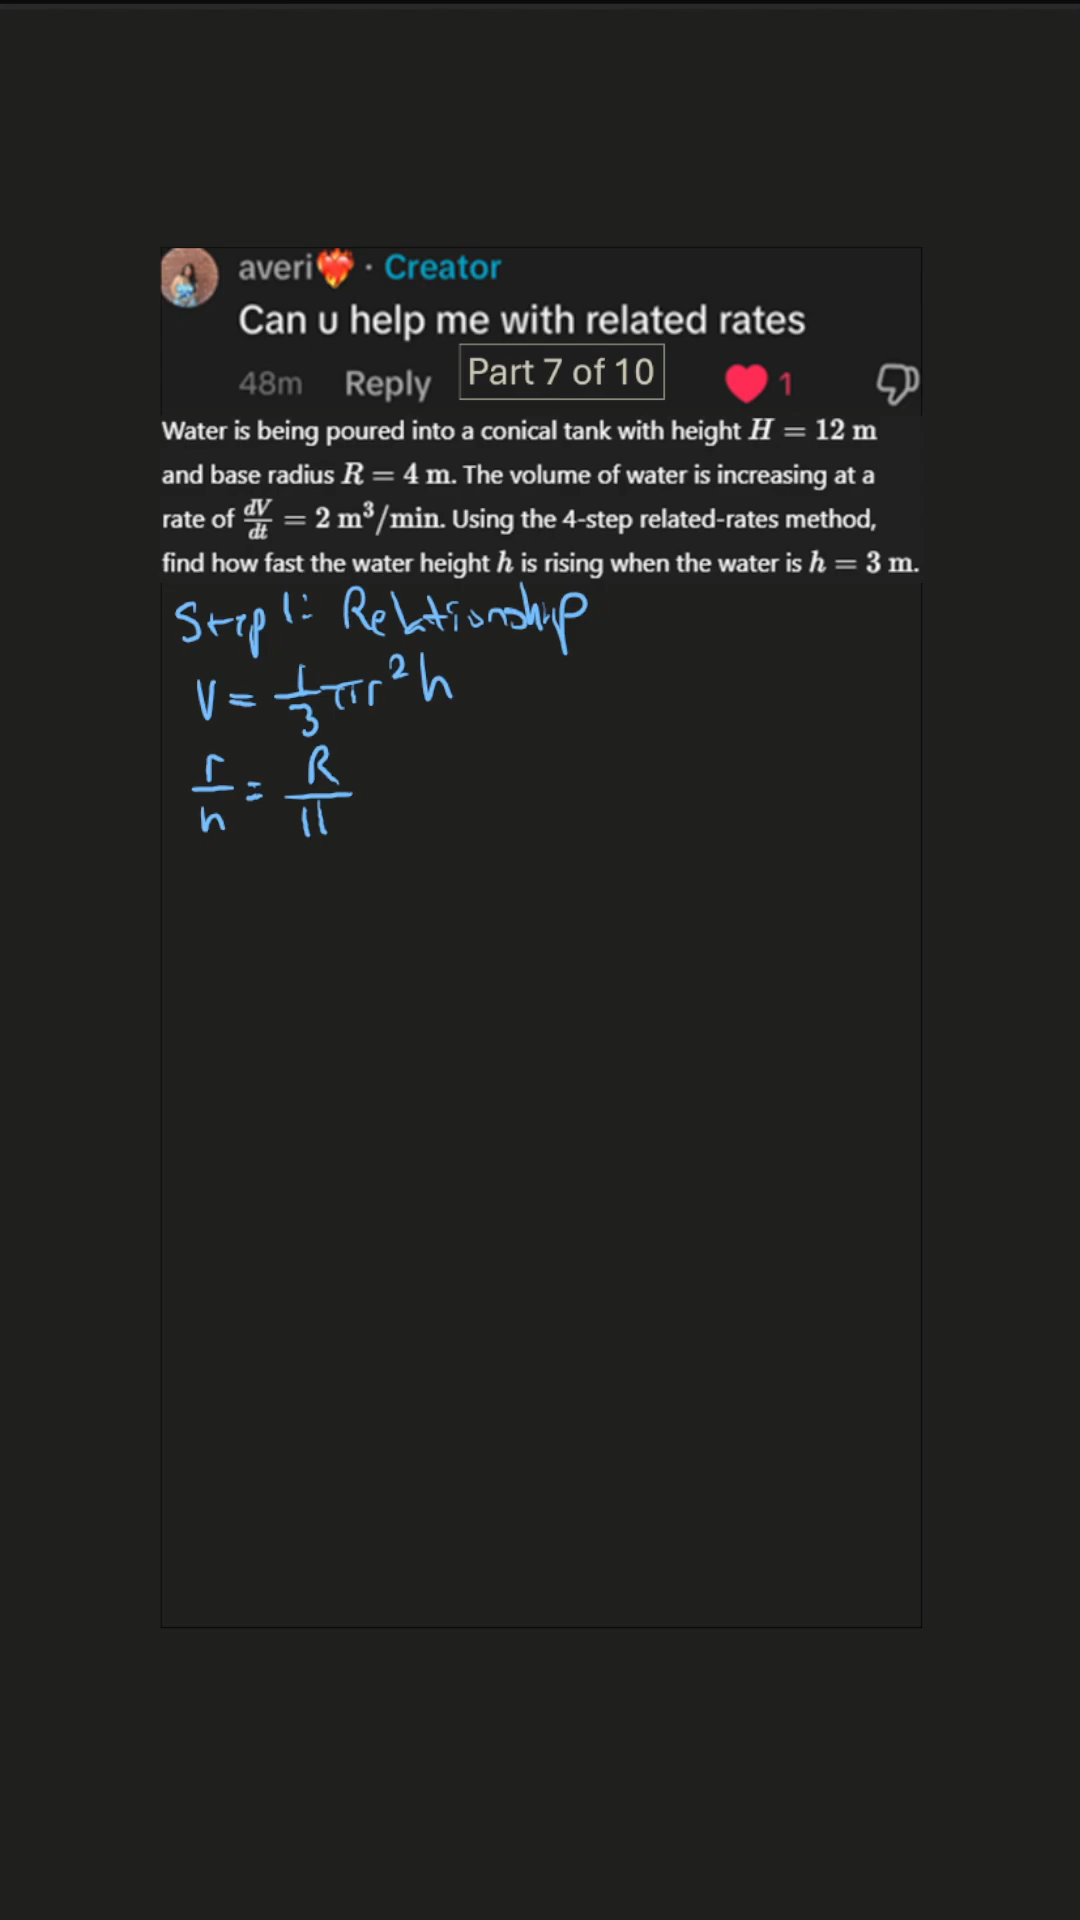 averi❤️‍🔥 · Creator
Can u help me with related rates
48m Reply Part 7 of 10 1
Water is being poured into a conical tank with height H = 12 m
and base radius R = 4 m. The volume of water is increasing at a
rate of dV/dt = 2 m³/min. Using the 4-step related-rates method,
find how fast the water height h is rising when the water is h = 3 m.
Step 1: Relationship
V = 1/3 πr²h
r/h = R/11